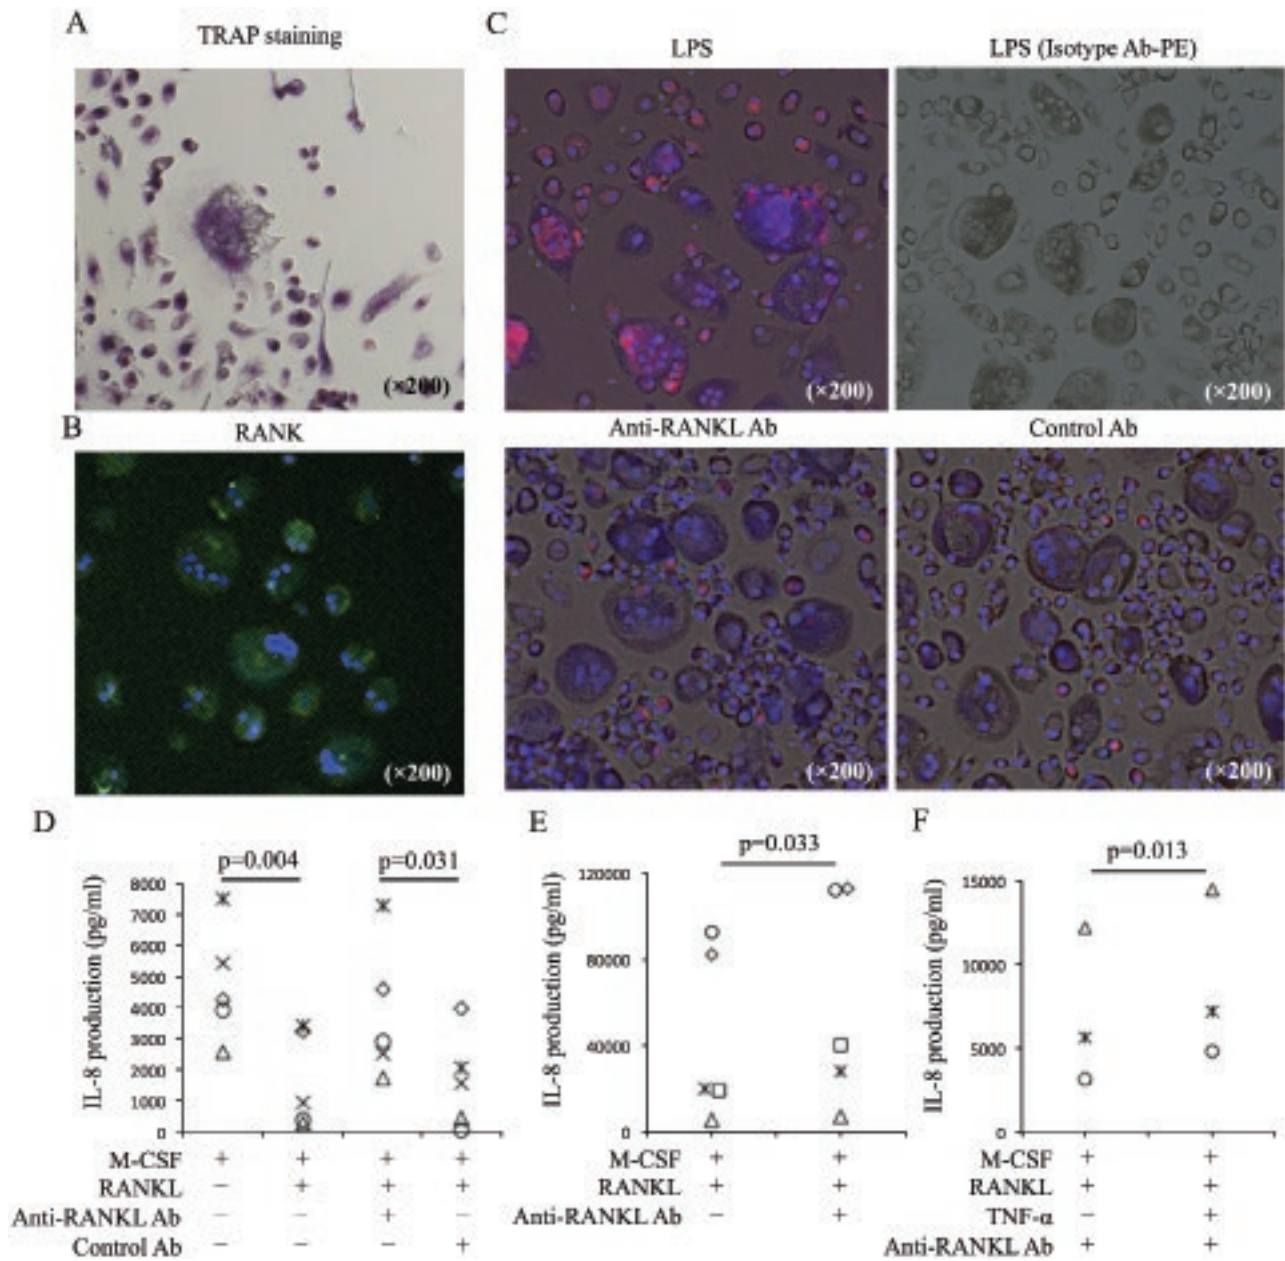 A
TRAP staining
(×200)
B
RANK
(×200)
C
LPS
(×200)
LPS (Isotype Ab-PE)
(×200)
Anti-RANKL Ab
(×200)
Control Ab
(×200)
D
p=0.004
p=0.031
IL-8 production (pg/ml)
8000
7000
6000
5000
4000
3000
2000
1000
0
M-CSF + + + +
RANKL − + + +
Anti-RANKL Ab − − + −
Control Ab − − − +
E
p=0.033
IL-8 production (pg/ml)
120000
80000
40000
0
M-CSF + +
RANKL + +
Anti-RANKL Ab − +
F
p=0.013
IL-8 production (pg/ml)
15000
10000
5000
0
M-CSF + +
RANKL + +
TNF-α − +
Anti-RANKL Ab + +